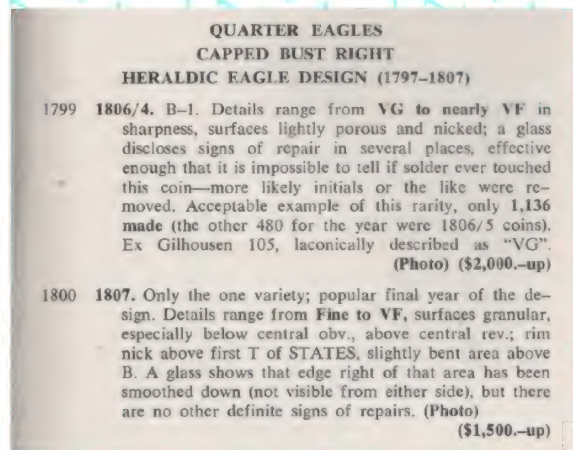 QUARTER EAGLES
CAPPED BUST RIGHT
HERALDIC EAGLE DESIGN (1797–1807)
1799 1806/4. B–1. Details range from VG to nearly VF in
sharpness, surfaces lightly porous and nicked; a glass
discloses signs of repair in several places, effective
enough that it is impossible to tell if solder ever touched
this coin—more likely initials or the like were re–
moved. Acceptable example of this rarity, only 1,136
made (the other 480 for the year were 1806/5 coins).
Ex Gilhousen 105, laconically described as “VG”.
(Photo) ($2,000.–up)
1800 1807. Only the one variety; popular final year of the de–
sign. Details range from Fine to VF, surfaces granular,
especially below central obv., above central rev.; rim
nick above first T of STATES, slightly bent area above
B. A glass shows that edge right of that area has been
smoothed down (not visible from either side), but there
are no other definite signs of repairs. (Photo)
($1,500.–up)